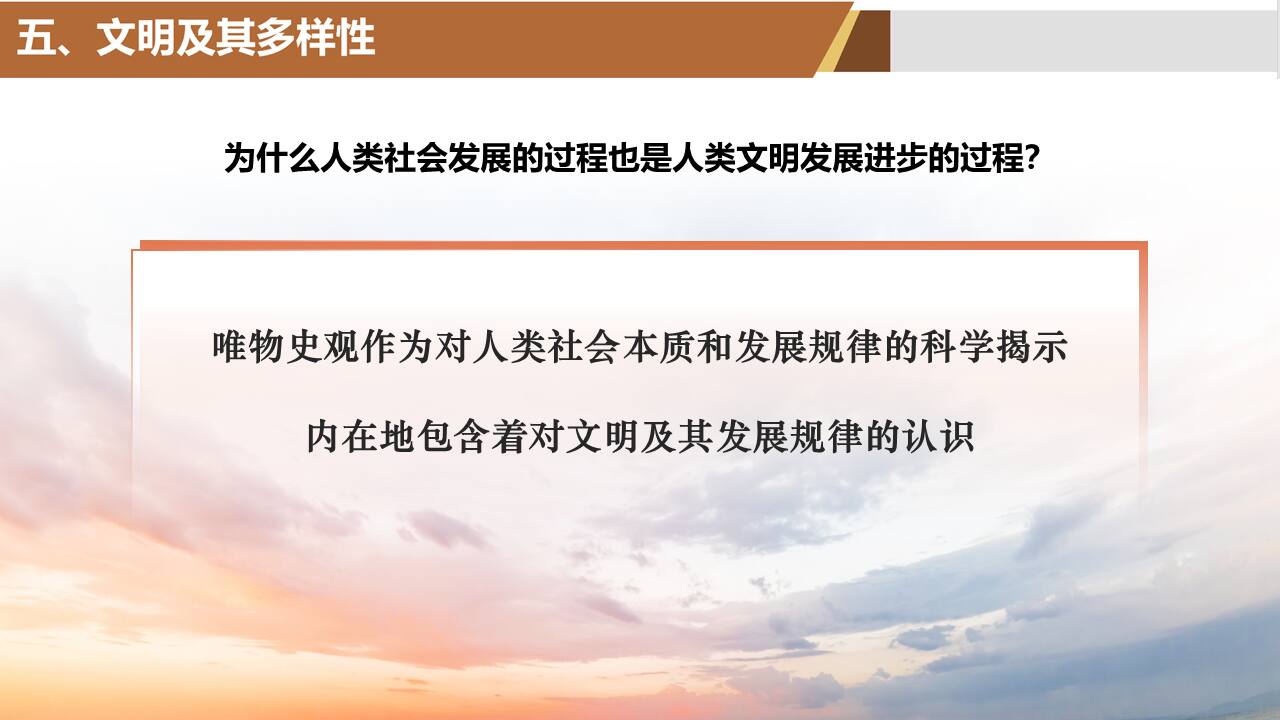 五、文明及其多样性
为什么人类社会发展的过程也是人类文明发展进步的过程?
唯物史观作为对人类社会本质和发展规律的科学揭示
内在地包含着对文明及其发展规律的认识